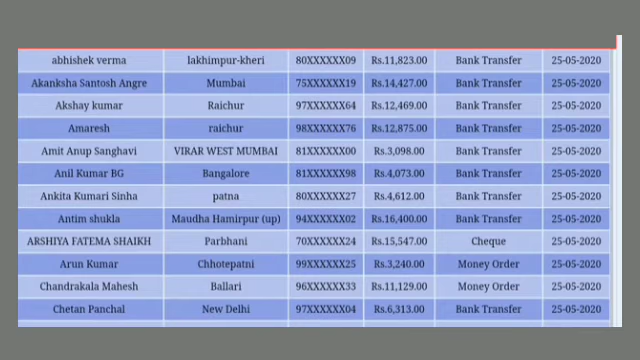 abhishek verma lakhimpur-kheri 80XXXXXX09 Rs.11,823.00 Bank Transfer 25-05-2020
Akanksha Santosh Angre Mumbai 75XXXXXX19 Rs.14,427.00 Bank Transfer 25-05-2020
Akshay kumar Raichur 97XXXXXX64 Rs.12,469.00 Bank Transfer 25-05-2020
Amaresh raichur 98XXXXXX76 Rs.12,875.00 Bank Transfer 25-05-2020
Amit Anup Sanghavi VIRAR WEST MUMBAI 81XXXXXX00 Rs.3,098.00 Bank Transfer 25-05-2020
Anil Kumar BG Bangalore 81XXXXXX98 Rs.4,073.00 Bank Transfer 25-05-2020
Ankita Kumari Sinha patna 80XXXXXX27 Rs.4,612.00 Bank Transfer 25-05-2020
Antim shukla Maudha Hamirpur (up) 94XXXXXX02 Rs.16,400.00 Bank Transfer 25-05-2020
ARSHIYA FATEMA SHAIKH Parbhani 70XXXXXX24 Rs.15,547.00 Cheque 25-05-2020
Arun Kumar Chhotepatni 99XXXXXX25 Rs.3,240.00 Money Order 25-05-2020
Chandrakala Mahesh Ballari 96XXXXXX33 Rs.11,129.00 Money Order 25-05-2020
Chetan Panchal New Delhi 97XXXXXX04 Rs.6,313.00 Bank Transfer 25-05-2020